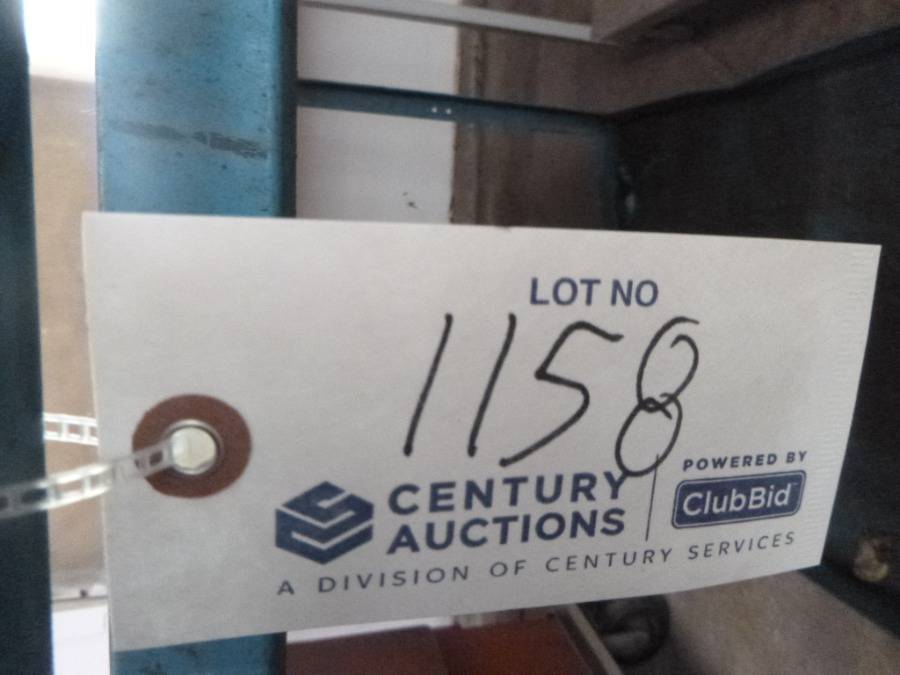 LOT NO
1158
CENTURY
AUCTIONS
POWERED BY
ClubBid
A DIVISION OF CENTURY SERVICES